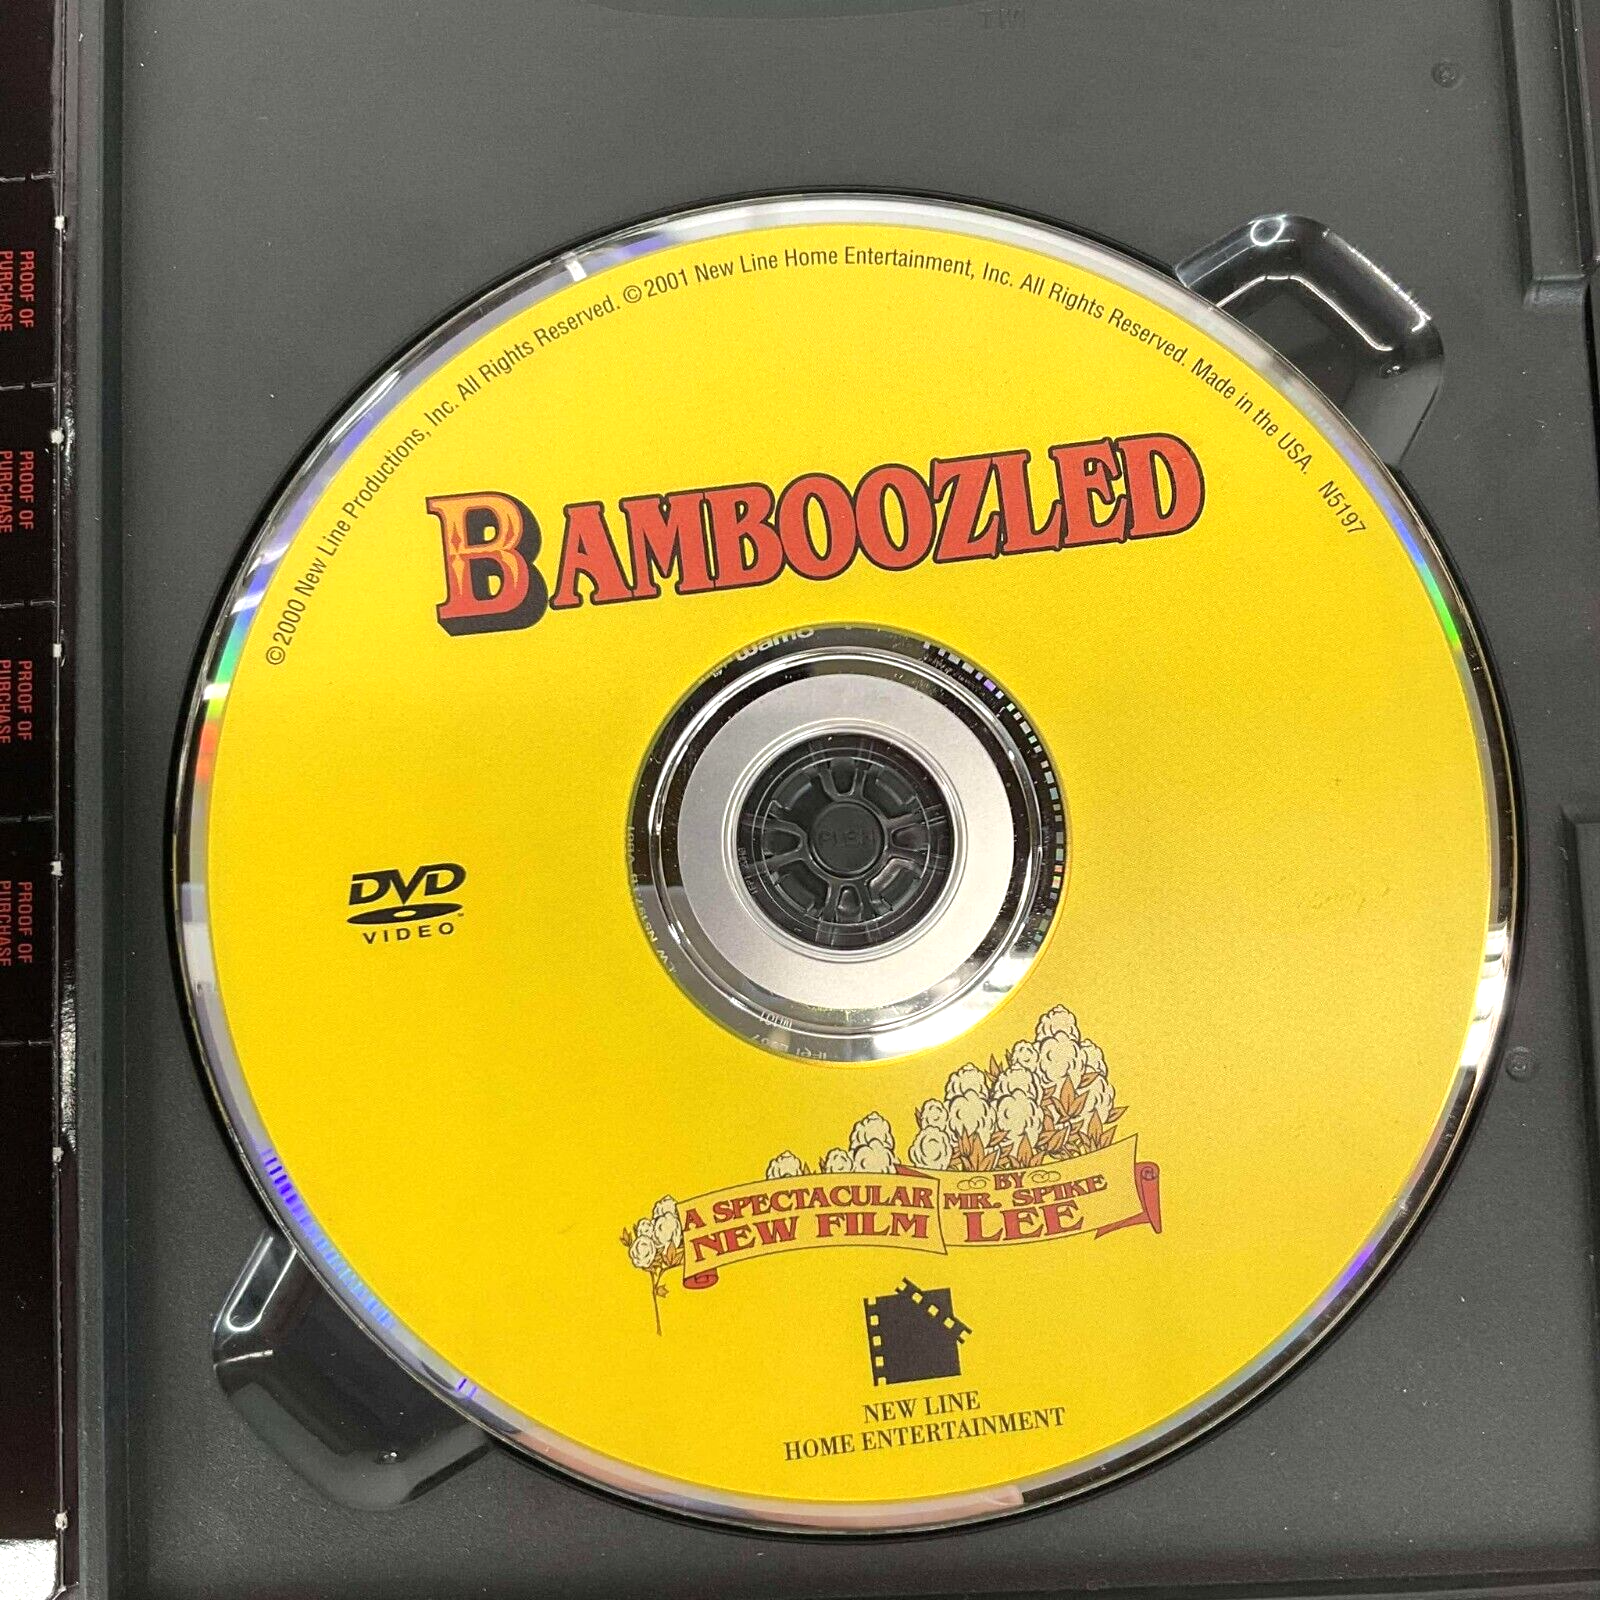 ©2000 New Line Productions, Inc. All Rights Reserved. ©2001 New Line Home Entertainment, Inc. All Rights Reserved. Made in the USA. N5197
BAMBOOZLED
DVD
VIDEO
A SPECTACULAR
NEW FILM
BY
MR. SPIKE
LEE
NEW LINE
HOME ENTERTAINMENT
PROOF OF
PURCHASE
PROOF OF
PURCHASE
PROOF OF
PURCHASE
PROOF OF
PURCHASE
PUSH
wamo